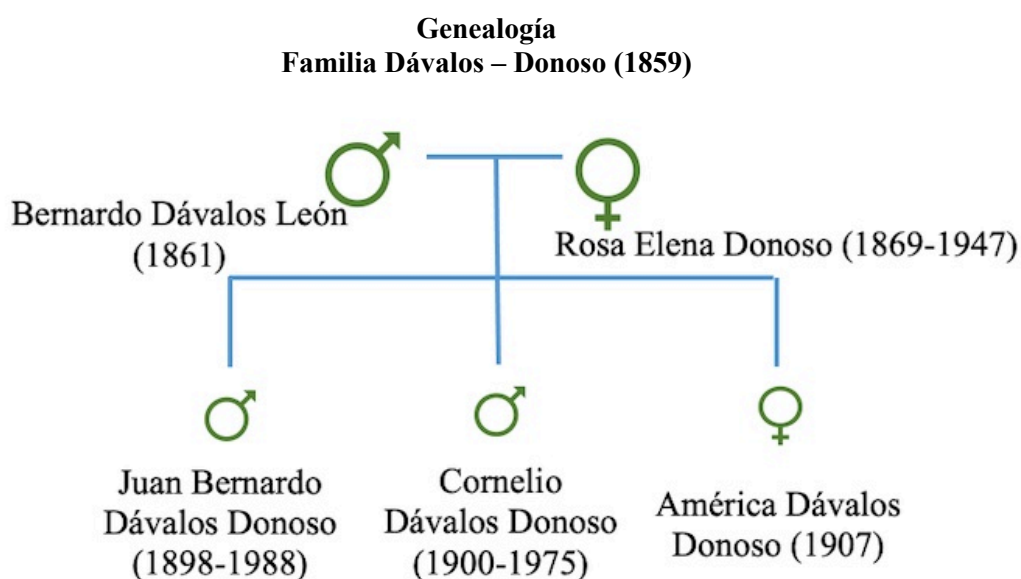 Genealogía
Familia Dávalos – Donoso (1859)
Bernardo Dávalos León
(1861)
Rosa Elena Donoso (1869-1947)
Juan Bernardo
Dávalos Donoso
(1898-1988)
Cornelio
Dávalos Donoso
(1900-1975)
América Dávalos
Donoso (1907)